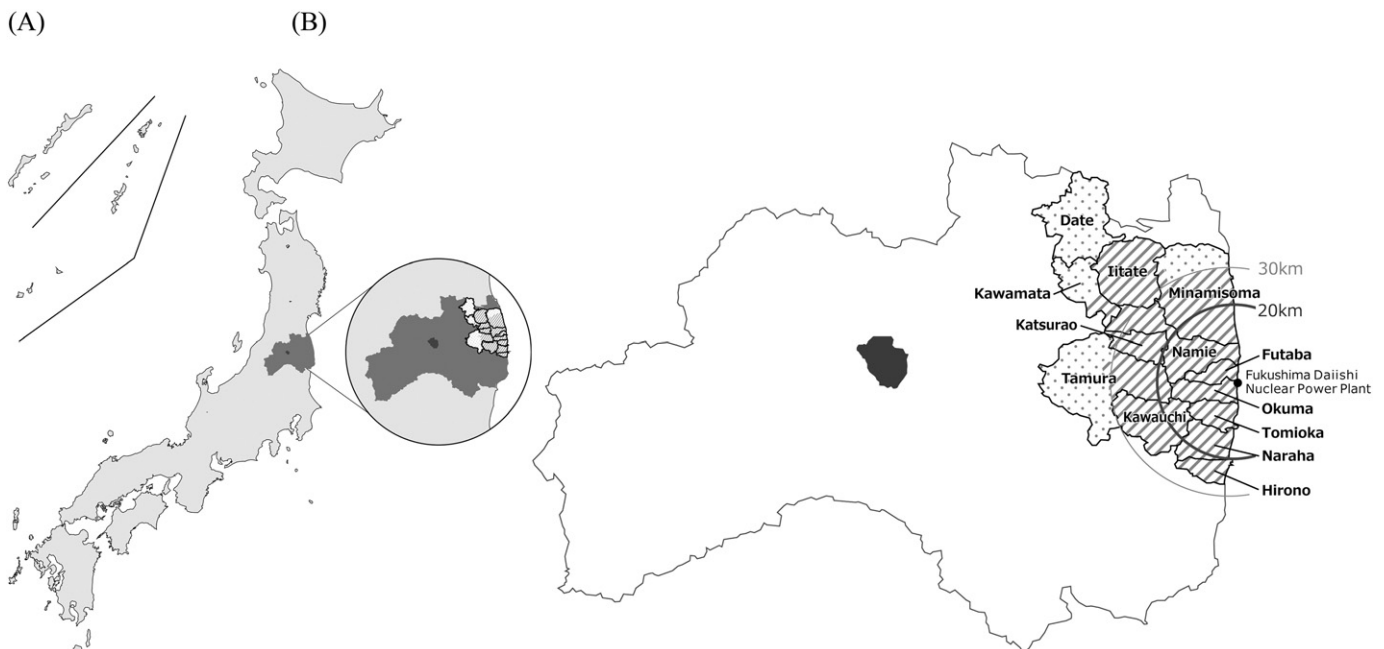 (A)
(B)
Date
Iitate
30km
Kawamata
Minamisoma
20km
Katsurao
Namie
Futaba
Fukushima Daiishi
Nuclear Power Plant
Tamura
Okuma
Kawauchi
Tomioka
Naraha
Hirono